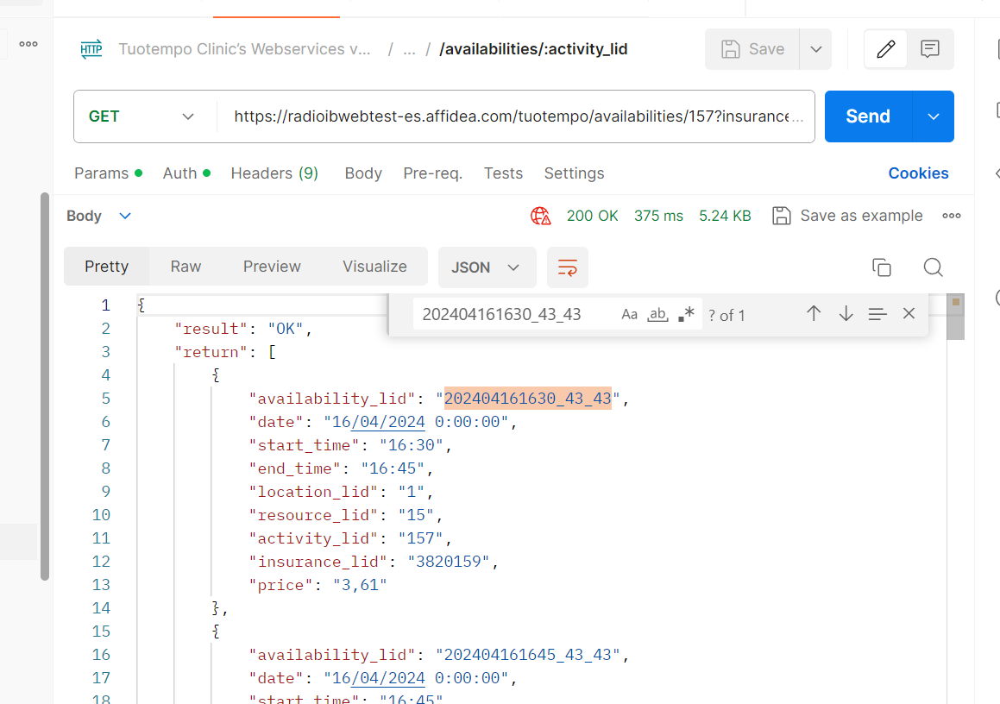 Tuotempo Clinic's Webservices v... / ... / /availabilities/:activity_lid Save
GET https://radioibwebtest-es.affidea.com/tuotempo/availabilities/157?insurance... Send
Params Auth Headers (9) Body Pre-req. Tests Settings Cookies
Body 200 OK 375 ms 5.24 KB Save as example
Pretty Raw Preview Visualize JSON
202404161630_43_43 Aa ab .* ? of 1
1 {
2 "result": "OK",
3 "return": [
4 {
5 "availability_lid": "202404161630_43_43",
6 "date": "16/04/2024 0:00:00",
7 "start_time": "16:30",
8 "end_time": "16:45",
9 "location_lid": "1",
10 "resource_lid": "15",
11 "activity_lid": "157",
12 "insurance_lid": "3820159",
13 "price": "3,61"
14 },
15 {
16 "availability_lid": "202404161645_43_43",
17 "date": "16/04/2024 0:00:00",
18 "start_time": "16:45"